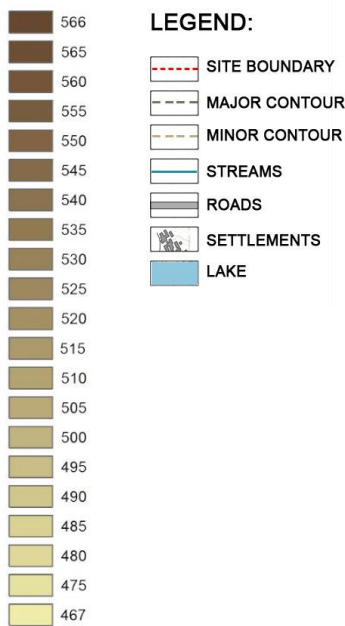 566
565
560
555
550
545
540
535
530
525
520
515
510
505
500
495
490
485
480
475
467
LEGEND:
SITE BOUNDARY
MAJOR CONTOUR
MINOR CONTOUR
STREAMS
ROADS
SETTLEMENTS
LAKE